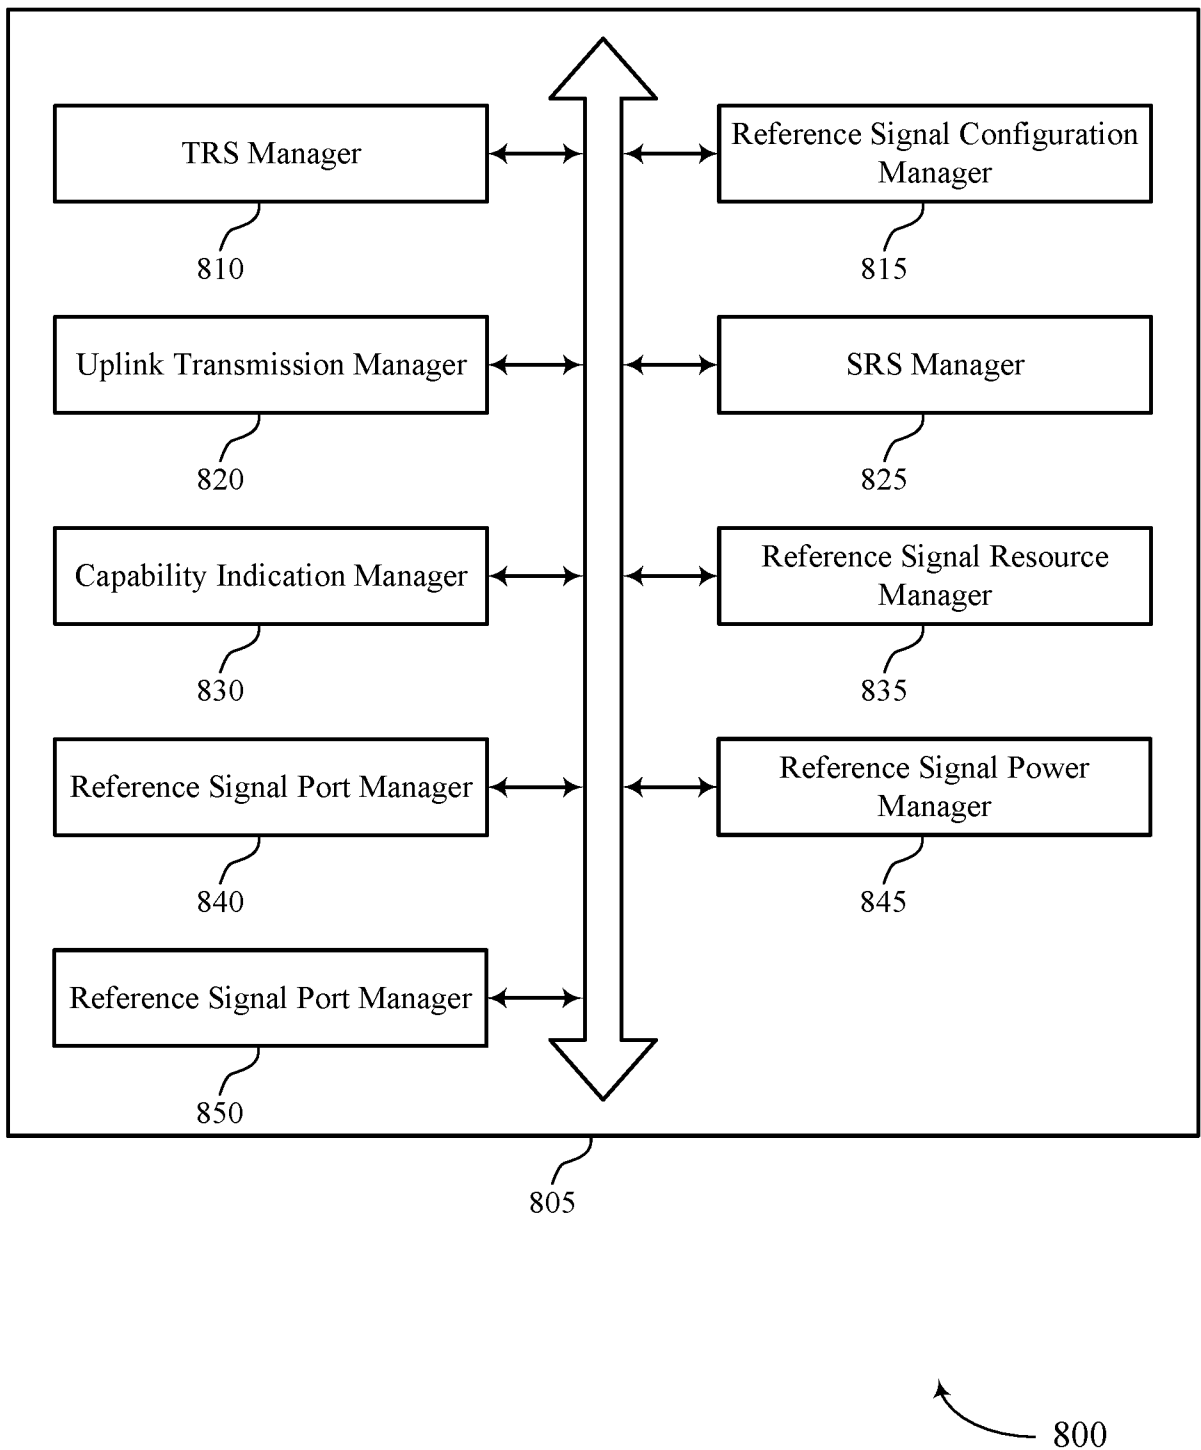 TRS Manager
810
Reference Signal Configuration
Manager
815
Uplink Transmission Manager
820
SRS Manager
825
Capability Indication Manager
830
Reference Signal Resource
Manager
835
Reference Signal Port Manager
840
Reference Signal Power
Manager
845
Reference Signal Port Manager
850
805
800